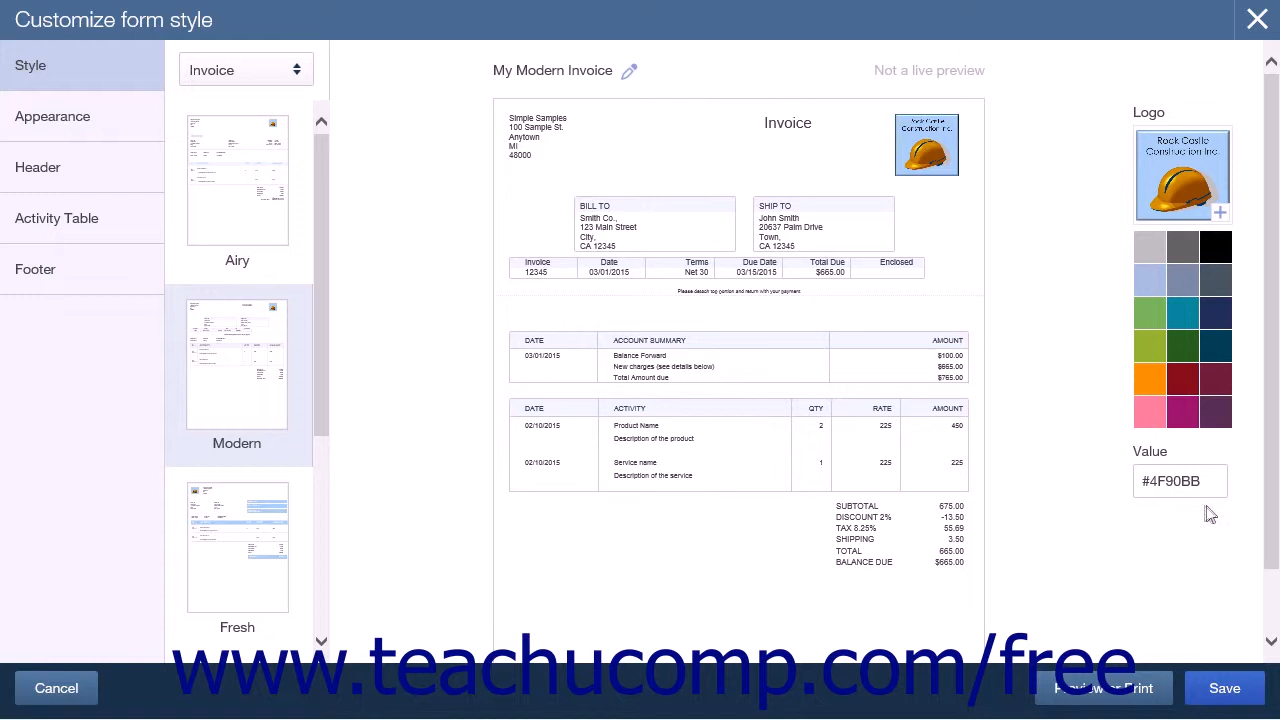 Customize form style
Style
Appearance
Header
Activity Table
Footer
Invoice
Airy
Modern
Fresh
My Modern Invoice
Not a live preview
Simple Samples
100 Sample St.
Anytown
MI
48000
Invoice
Rock Castle
Construction Inc.
BILL TO
Smith Co.,
123 Main Street
City,
CA 12345
SHIP TO
John Smith
20637 Palm Drive
Town,
CA 12345
Invoice Date Terms Due Date Total Due Enclosed
12345 03/01/2015 Net 30 03/15/2015 $665.00
Please detach top portion and return with your payment
DATE ACCOUNT SUMMARY AMOUNT
03/01/2015 Balance Forward $100.00
New charges (see details below) $665.00
Total Amount due $765.00
DATE ACTIVITY QTY RATE AMOUNT
02/10/2015 Product Name 2 225 450
Description of the product
02/10/2015 Service name 1 225 225
Description of the service
SUBTOTAL 675.00
DISCOUNT 2% -13.50
TAX 8.25% 55.69
SHIPPING 3.50
TOTAL 665.00
BALANCE DUE $665.00
Logo
Rock Castle
Construction Inc.
Value
#4F90BB
www.teachucomp.com/free
Cancel
Preview or Print
Save